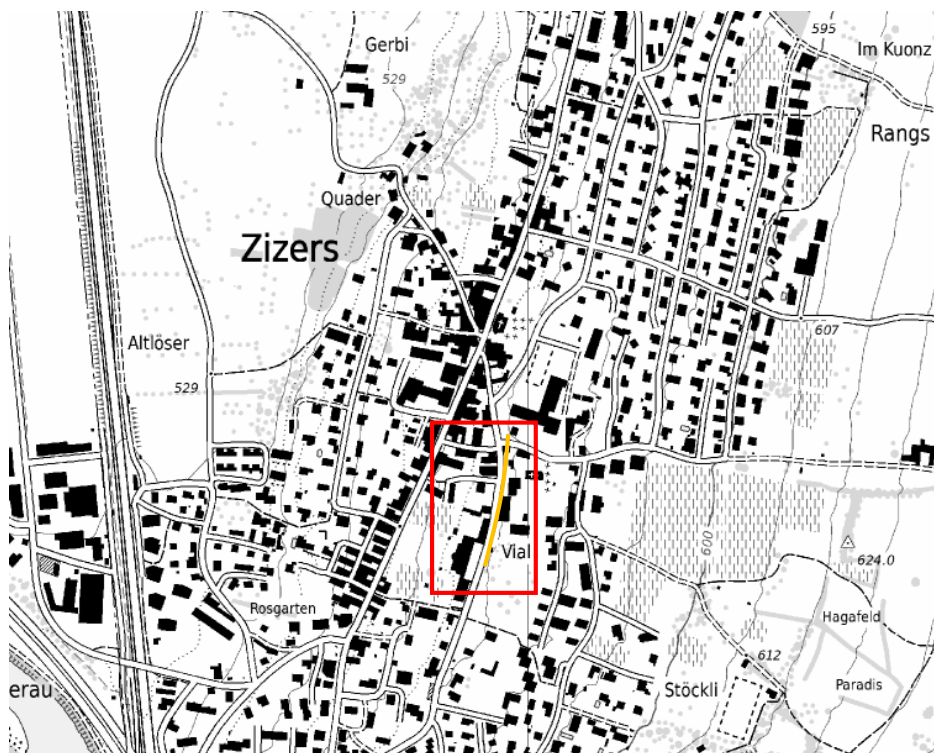 595
Gerbi
Im Kuonz
529
Rangs
Quader
Zizers
607
Altlöser
529
Vial
600
624.0
Rosgarten
Hagafeld
612
erau
Stöckli
Paradis